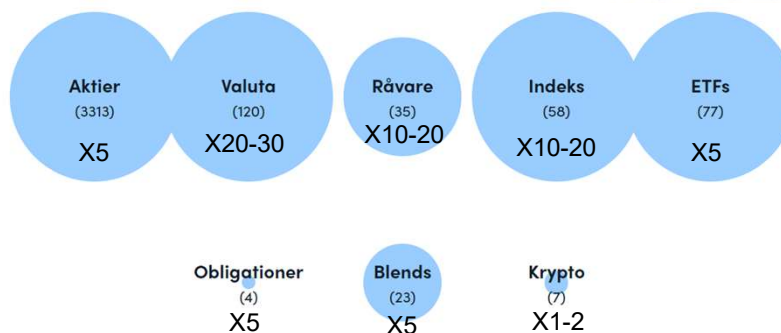 Aktier
(3313)
X5
Valuta
(120)
X20-30
Råvare
(35)
X10-20
Indeks
(58)
X10-20
ETFs
(77)
X5
Obligationer
(4)
X5
Blends
(23)
X5
Krypto
(7)
X1-2